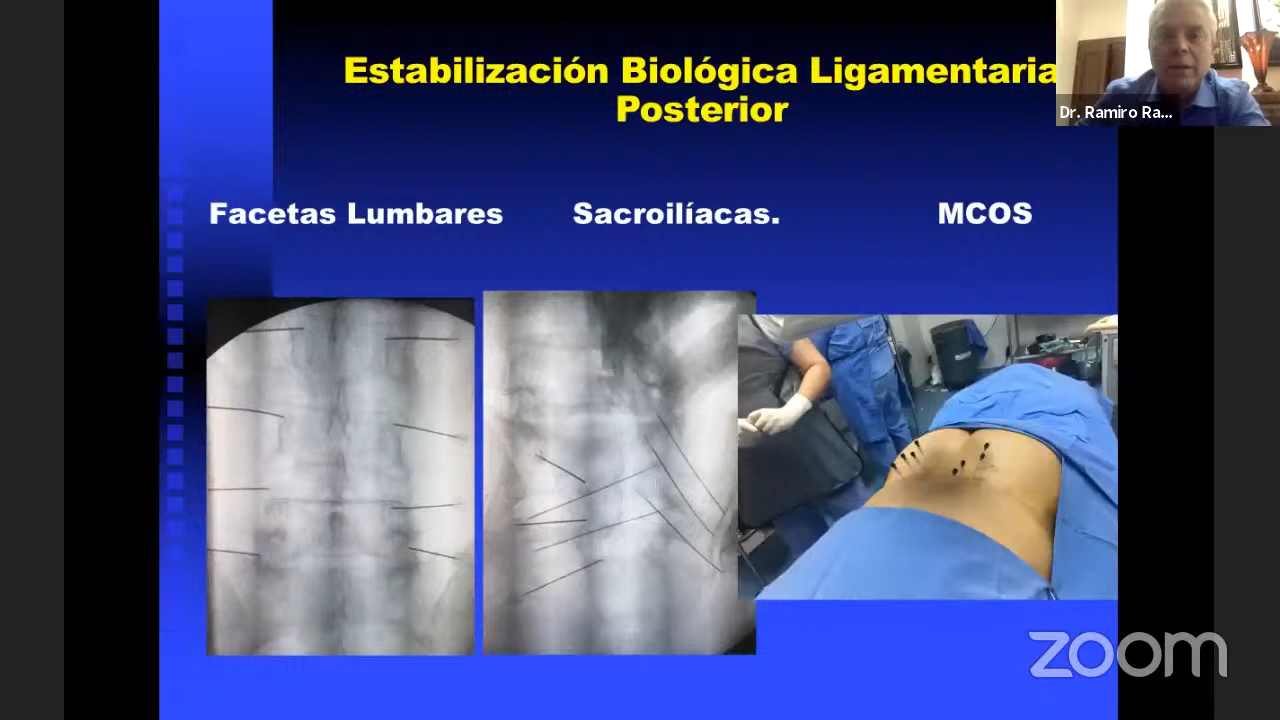 Estabilización Biológica Ligamentaria
Posterior
Dr. Ramiro Ra...
Facetas Lumbares
Sacroilíacas.
MCOS
zoom